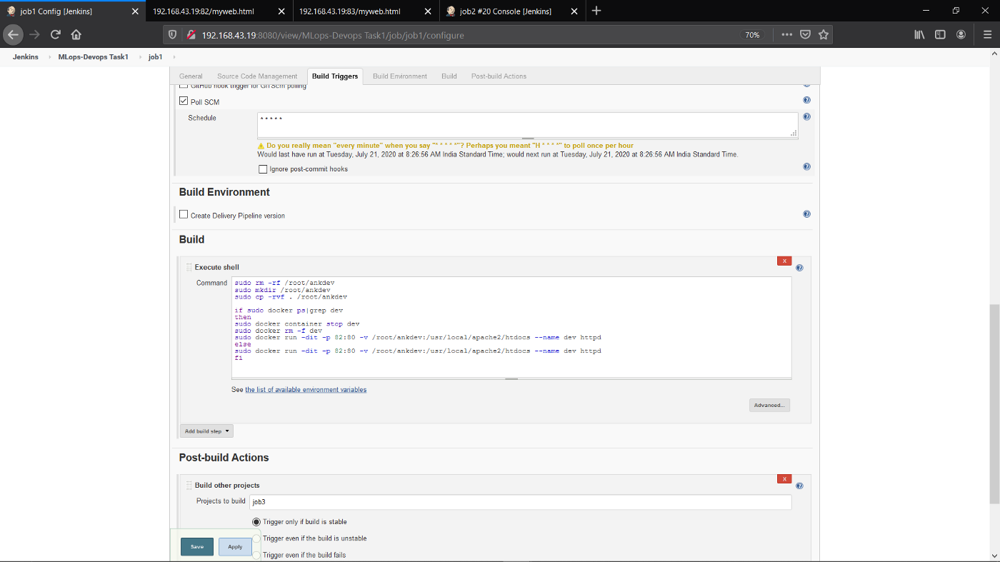 job1 Config [Jenkins]
192.168.43.19:82/myweb.html
192.168.43.19:83/myweb.html
job2 #20 Console [Jenkins]
192.168.43.19:8080/view/MLops-Devops Task1/job/job1/configure
70%
Jenkins
MLops-Devops Task1
job1
General
Source Code Management
Build Triggers
Build Environment
Build
Post-build Actions
GitHub hook trigger for GITScm polling
Poll SCM
Schedule
* * * * *
Do you really mean "every minute" when you say "* * * * *"? Perhaps you meant "H * * * *" to poll once per hour
Would last have run at Tuesday, July 21, 2020 at 8:26:56 AM India Standard Time; would next run at Tuesday, July 21, 2020 at 8:26:56 AM India Standard Time.
Ignore post-commit hooks
Build Environment
Create Delivery Pipeline version
Build
X
Execute shell
Command
sudo rm -rf /root/ankdev
sudo mkdir /root/ankdev
sudo cp -rvf . /root/ankdev
if sudo docker ps|grep dev
then
sudo docker container stop dev
sudo docker rm -f dev
sudo docker run -dit -p 82:80 -v /root/ankdev:/usr/local/apache2/htdocs --name dev httpd
else
sudo docker run -dit -p 82:80 -v /root/ankdev:/usr/local/apache2/htdocs --name dev httpd
fi
See the list of available environment variables
Advanced...
Add build step
Post-build Actions
X
Build other projects
Projects to build
job3
Trigger only if build is stable
Trigger even if the build is unstable
Trigger even if the build fails
Save
Apply